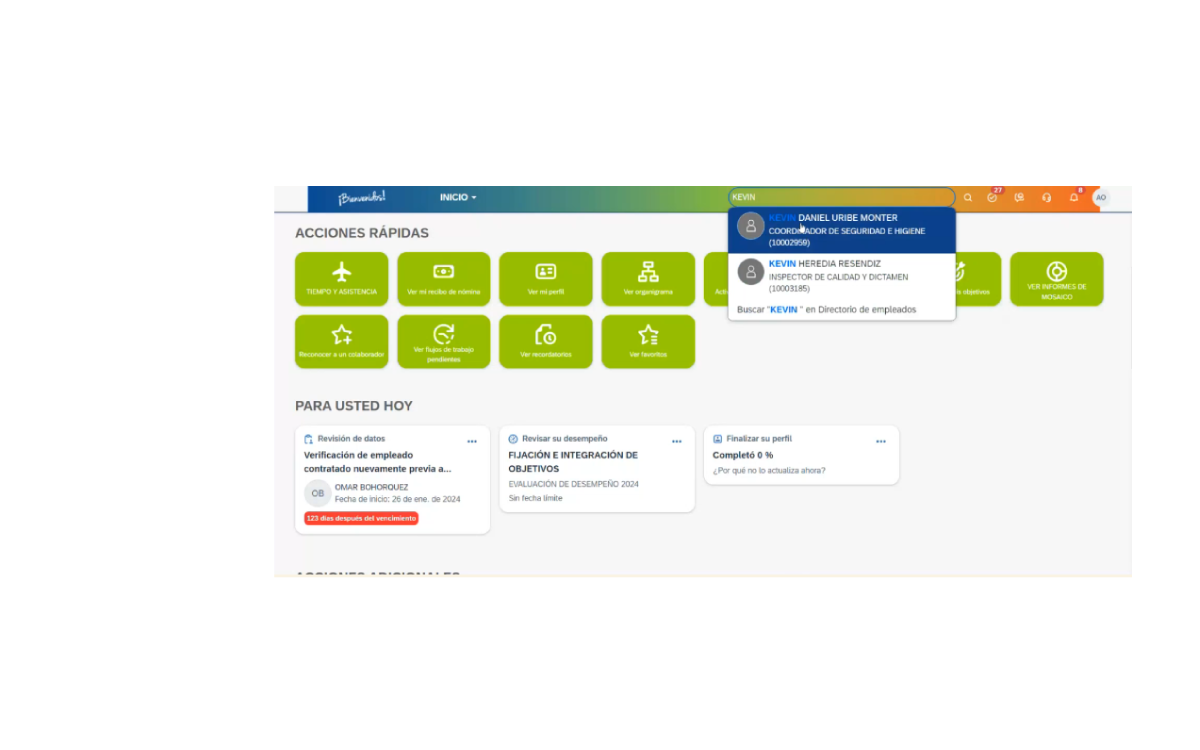 ¡Bienvenidos!
INICIO
KEVIN
27
8
AO
KEVIN DANIEL URIBE MONTER
COORDINADOR DE SEGURIDAD E HIGIENE
(10002959)
KEVIN HEREDIA RESENDIZ
INSPECTOR DE CALIDAD Y DICTAMEN
(10003185)
Buscar "KEVIN " en Directorio de empleados
ACCIONES RÁPIDAS
TIEMPO Y ASISTENCIA
Ver mi recibo de nómina
Ver mi perfil
Ver organigrama
objetivos
VER INFORMES DE
MOSAICO
Reconocer a un colaborador
Ver flujos de trabajo
pendientes
Ver recordatorios
Ver favoritos
PARA USTED HOY
Revisión de datos
Verificación de empleado
contratado nuevamente previa a...
OB
OMAR BOHORQUEZ
Fecha de inicio: 26 de ene. de 2024
123 días después del vencimiento
Revisar su desempeño
FIJACIÓN E INTEGRACIÓN DE
OBJETIVOS
EVALUACIÓN DE DESEMPEÑO 2024
Sin fecha límite
Finalizar su perfil
Completó 0 %
¿Por qué no lo actualiza ahora?
ACCIONES ADICIONALES